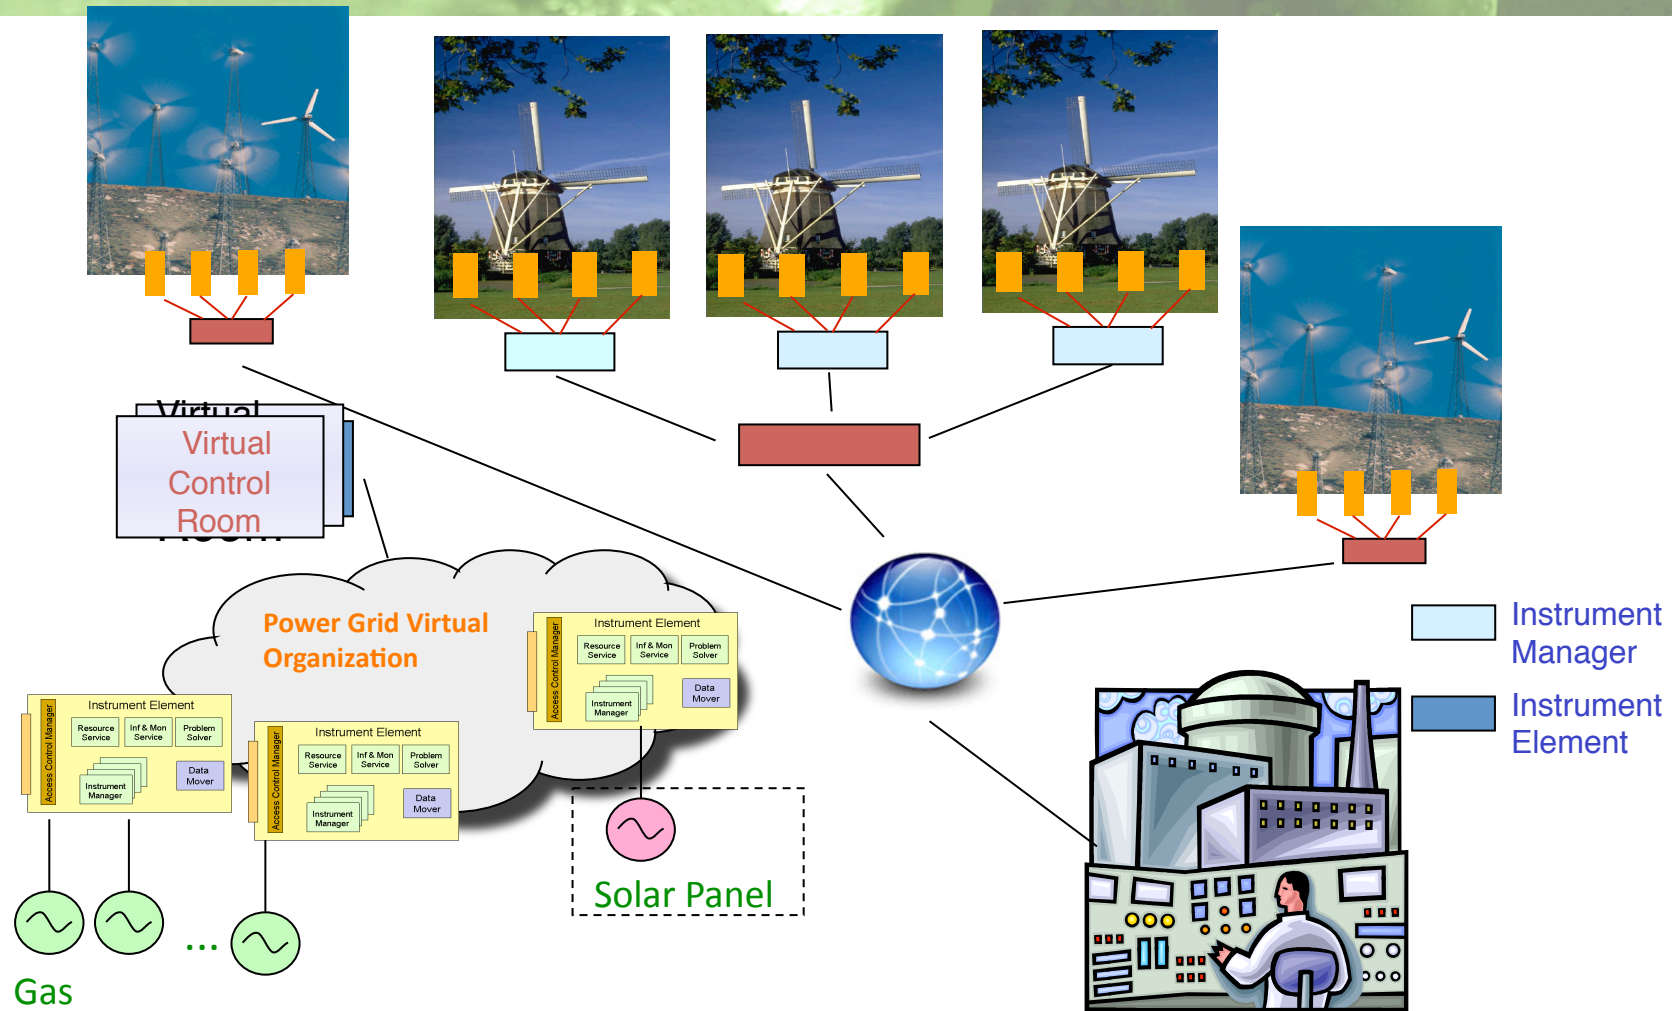 Virtual
Room
Virtual
Control
Room
Power Grid Virtual
Organization
Instrument Element
Access Control Manager
Resource
Service
Inf & Mon
Service
Problem
Solver
Instrument
Manager
Data
Mover
Instrument Element
Access Control Manager
Resource
Service
Inf & Mon
Service
Problem
Solver
Instrument
Manager
Data
Mover
Instrument Element
Access Control Manager
Resource
Service
Inf & Mon
Service
Problem
Solver
Instrument
Manager
Data
Mover
Instrument
Manager
Instrument
Element
Solar Panel
...
Gas